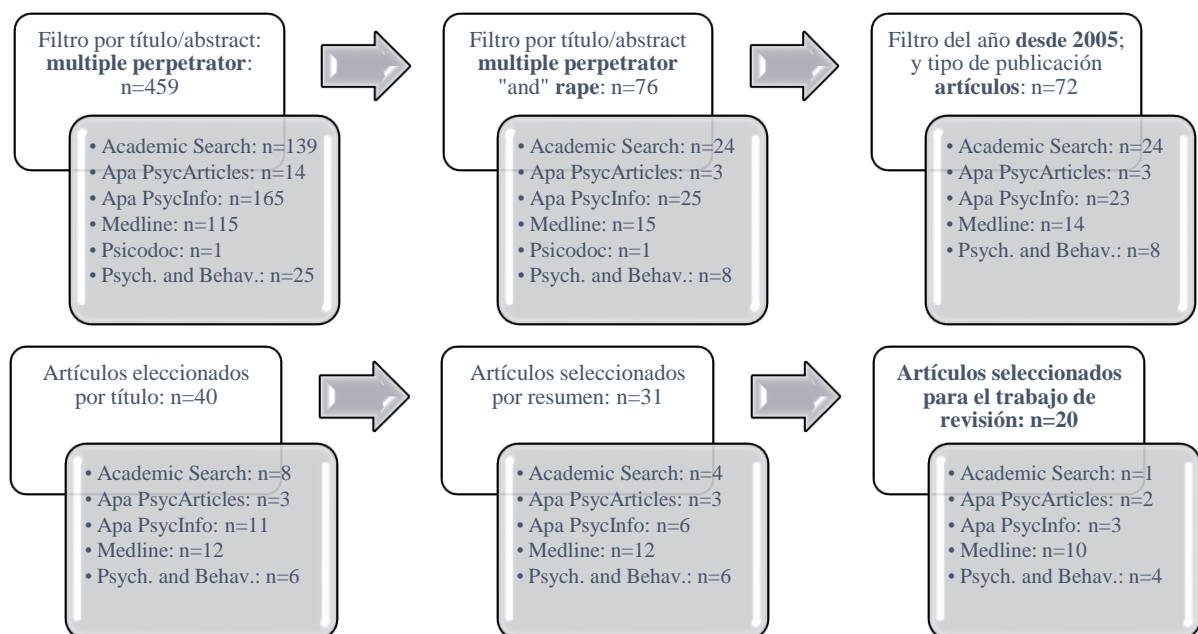 Filtro por título/abstract:
multiple perpetrator:
n=459
• Academic Search: n=139
• Apa PsycArticles: n=14
• Apa PsycInfo: n=165
• Medline: n=115
• Psicodoc: n=1
• Psych. and Behav.: n=25
Filtro por título/abstract
multiple perpetrator
"and" rape: n=76
• Academic Search: n=24
• Apa PsycArticles: n=3
• Apa PsycInfo: n=25
• Medline: n=15
• Psicodoc: n=1
• Psych. and Behav.: n=8
Filtro del año desde 2005;
y tipo de publicación
artículos: n=72
• Academic Search: n=24
• Apa PsycArticles: n=3
• Apa PsycInfo: n=23
• Medline: n=14
• Psych. and Behav.: n=8
Artículos eleccionados
por título: n=40
• Academic Search: n=8
• Apa PsycArticles: n=3
• Apa PsycInfo: n=11
• Medline: n=12
• Psych. and Behav.: n=6
Artículos seleccionados
por resumen: n=31
• Academic Search: n=4
• Apa PsycArticles: n=3
• Apa PsycInfo: n=6
• Medline: n=12
• Psych. and Behav.: n=6
Artículos seleccionados
para el trabajo de
revisión: n=20
• Academic Search: n=1
• Apa PsycArticles: n=2
• Apa PsycInfo: n=3
• Medline: n=10
• Psych. and Behav.: n=4